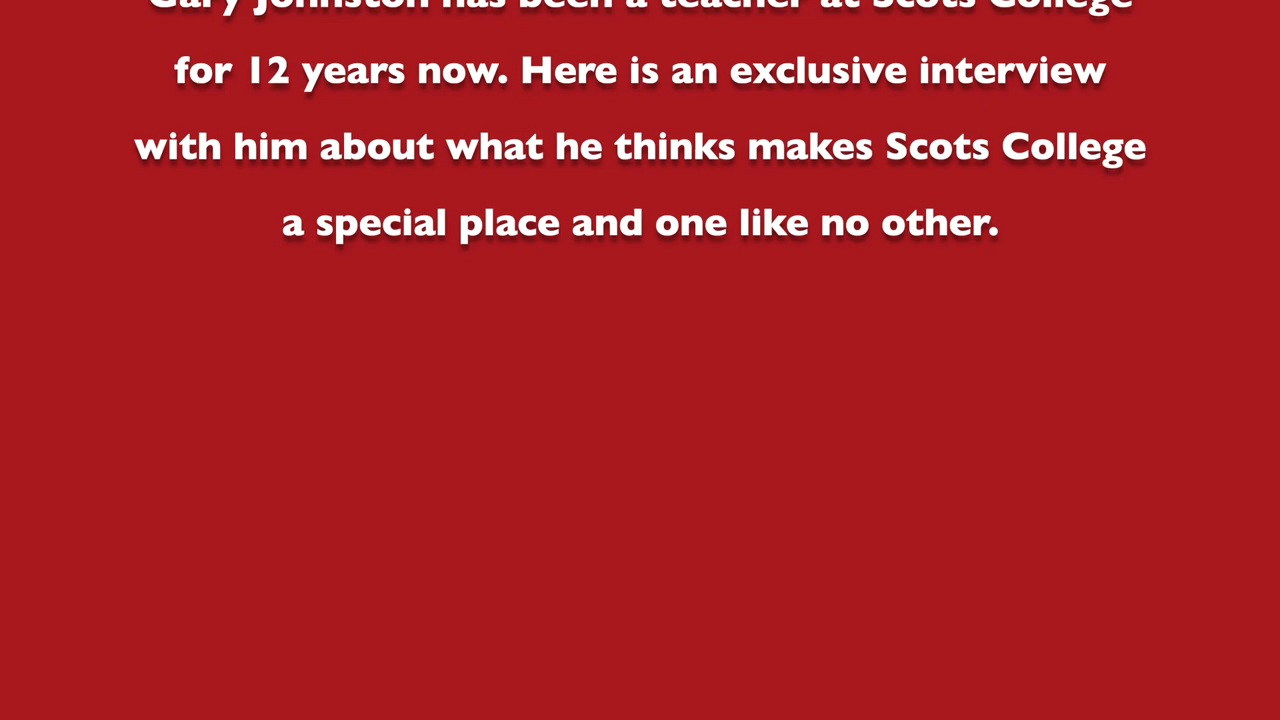 Gary Johnston has been a teacher at Scots College
for 12 years now. Here is an exclusive interview
with him about what he thinks makes Scots College
a special place and one like no other.